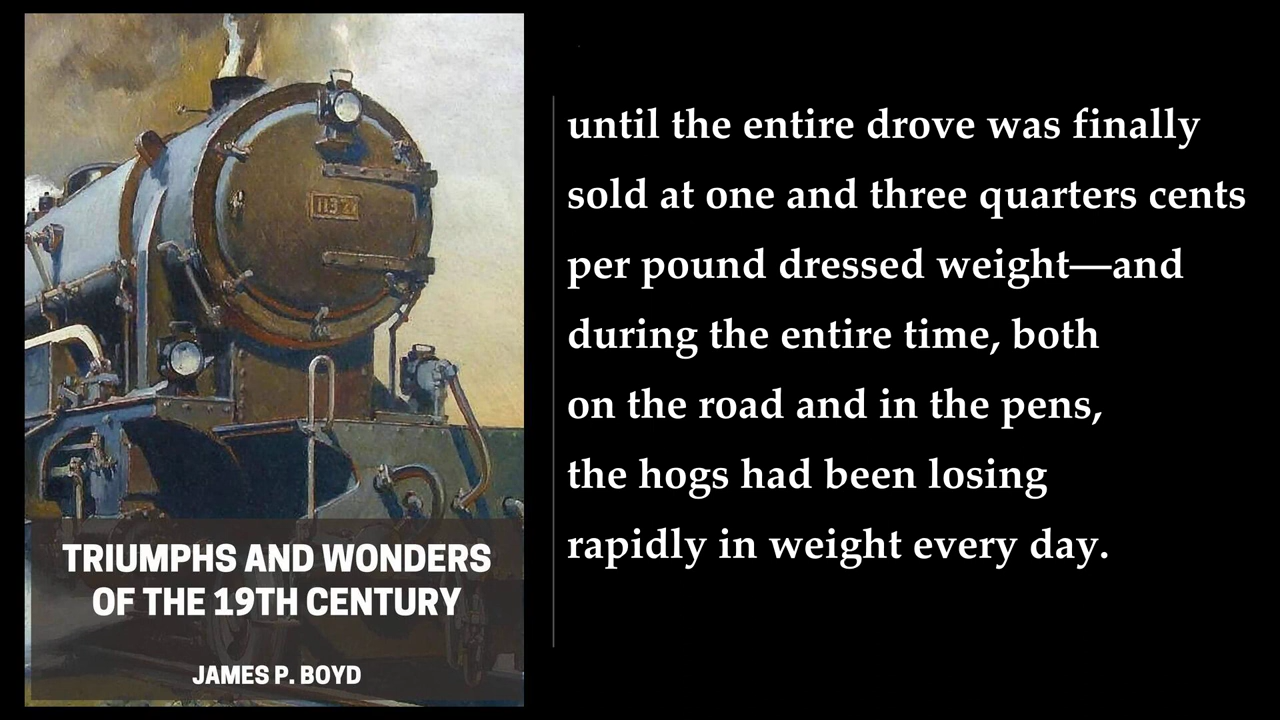 TRIUMPHS AND WONDERS
OF THE 19TH CENTURY
JAMES P. BOYD
until the entire drove was finally
sold at one and three quarters cents
per pound dressed weight—and
during the entire time, both
on the road and in the pens,
the hogs had been losing
rapidly in weight every day.